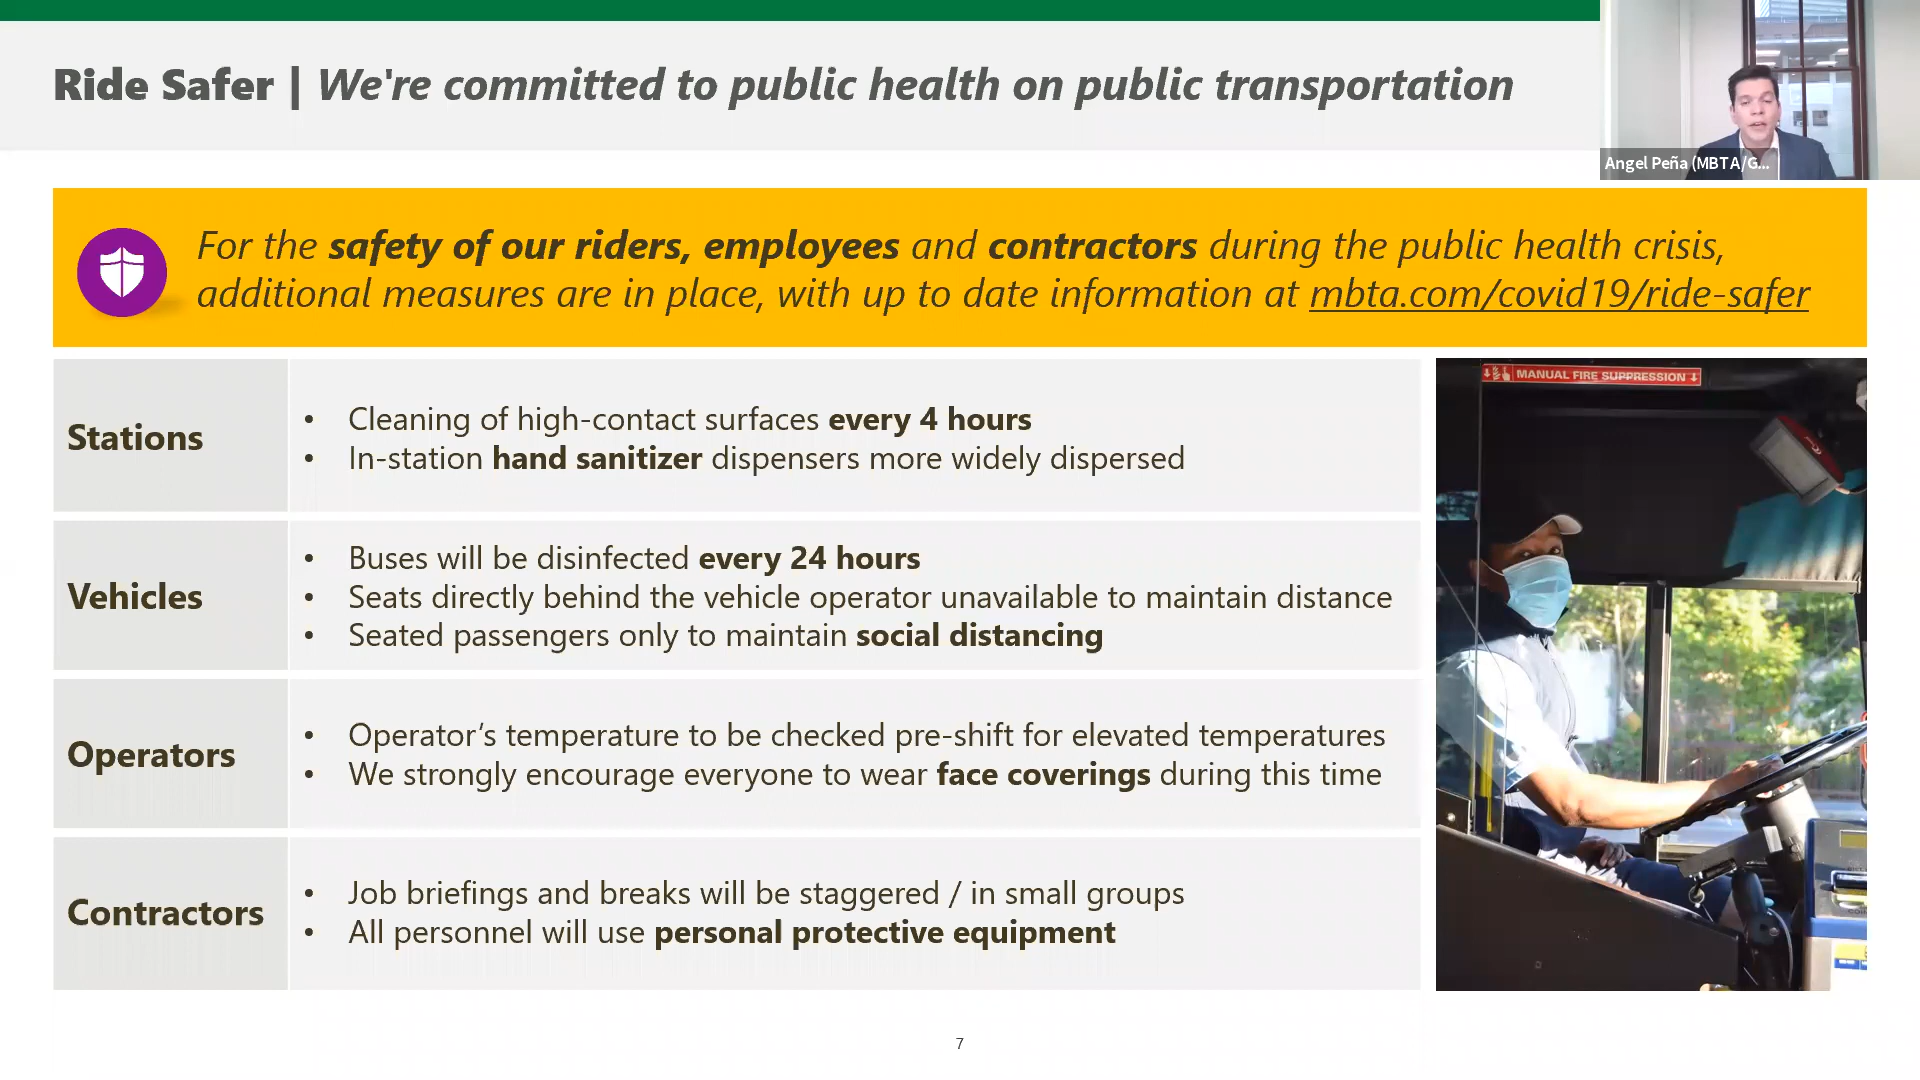 Ride Safer | We're committed to public health on public transportation
Angel Peña (MBTA/G...
For the safety of our riders, employees and contractors during the public health crisis,
additional measures are in place, with up to date information at mbta.com/covid19/ride-safer
MANUAL FIRE SUPPRESSION
Stations
• Cleaning of high-contact surfaces every 4 hours
• In-station hand sanitizer dispensers more widely dispersed
Vehicles
• Buses will be disinfected every 24 hours
• Seats directly behind the vehicle operator unavailable to maintain distance
• Seated passengers only to maintain social distancing
Operators
• Operator‘s temperature to be checked pre-shift for elevated temperatures
• We strongly encourage everyone to wear face coverings during this time
Contractors
• Job briefings and breaks will be staggered / in small groups
• All personnel will use personal protective equipment
7